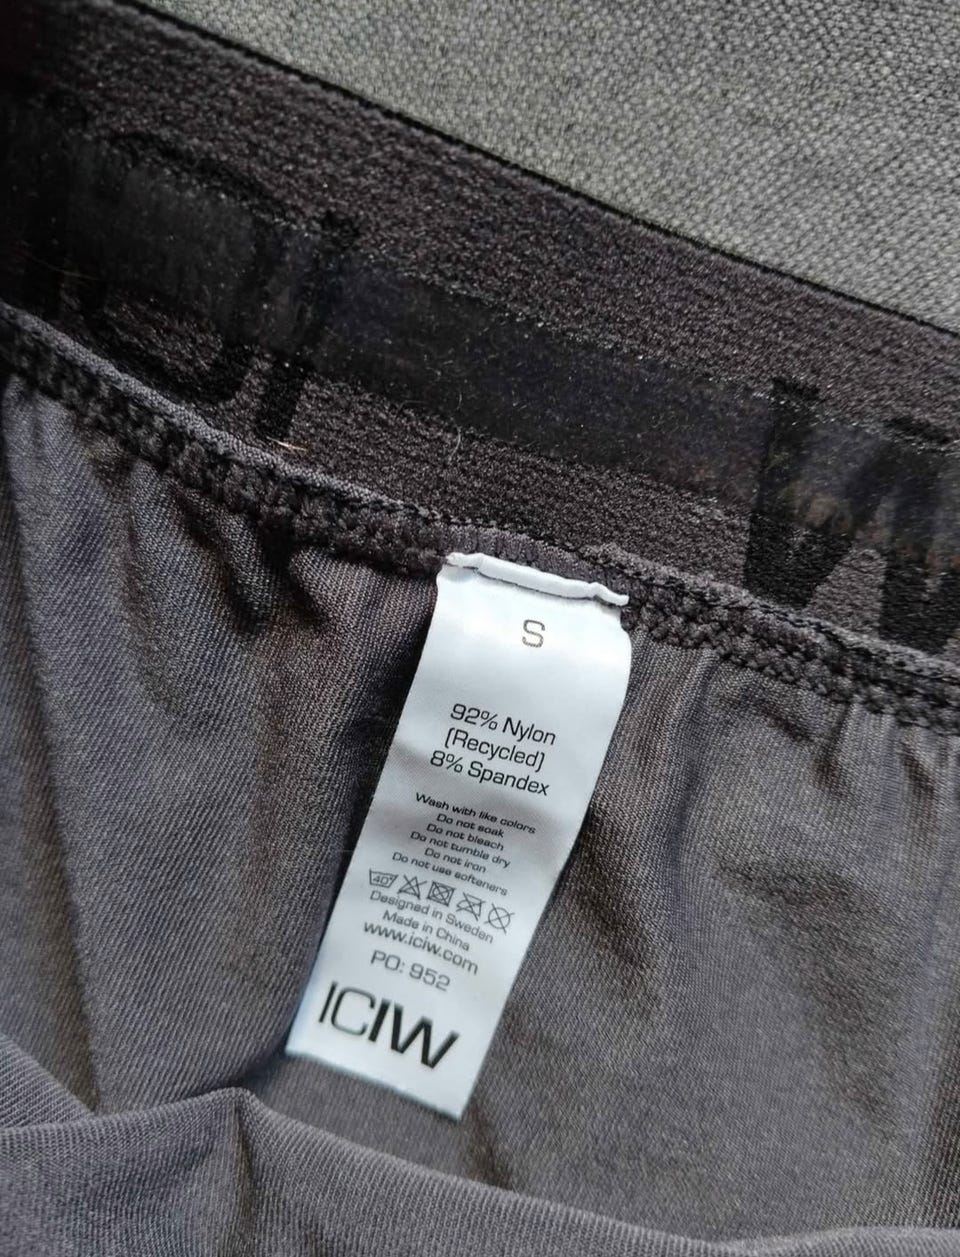 S
92% Nylon
(Recycled)
8% Spandex
Wash with like colors
Do not soak
Do not bleach
Do not tumble dry
Do not iron
Do not use softeners
40°
Designed in Sweden
Made in China
www.iciw.com
PO: 952
ICIW